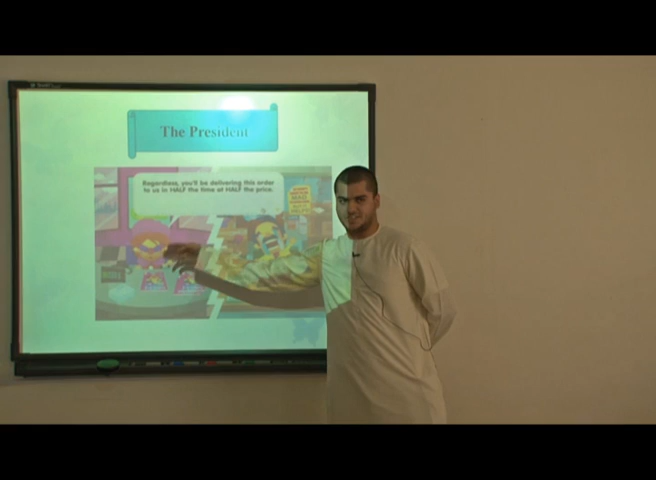 The President
Regardless, you'll be delivering this order
to us in HALF the time at HALF the price.